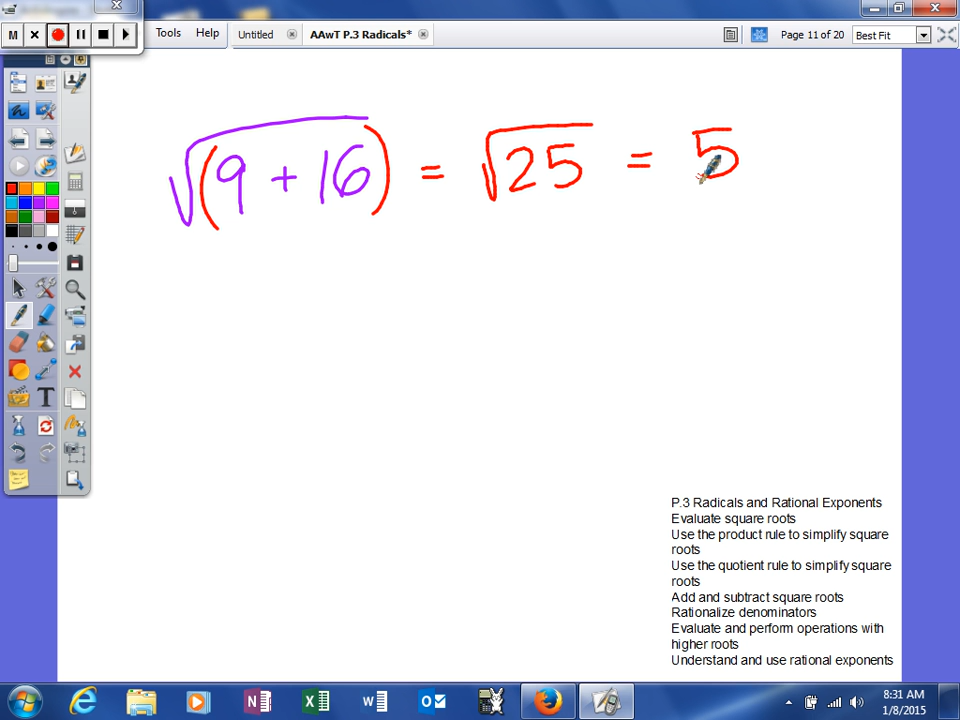 M
Tools Help Untitled AAwT P.3 Radicals* Page 11 of 20 Best Fit
√(9 + 16) = √25 = 5
P.3 Radicals and Rational Exponents
Evaluate square roots
Use the product rule to simplify square
roots
Use the quotient rule to simplify square
roots
Add and subtract square roots
Rationalize denominators
Evaluate and perform operations with
higher roots
Understand and use rational exponents
8:31 AM
1/8/2015